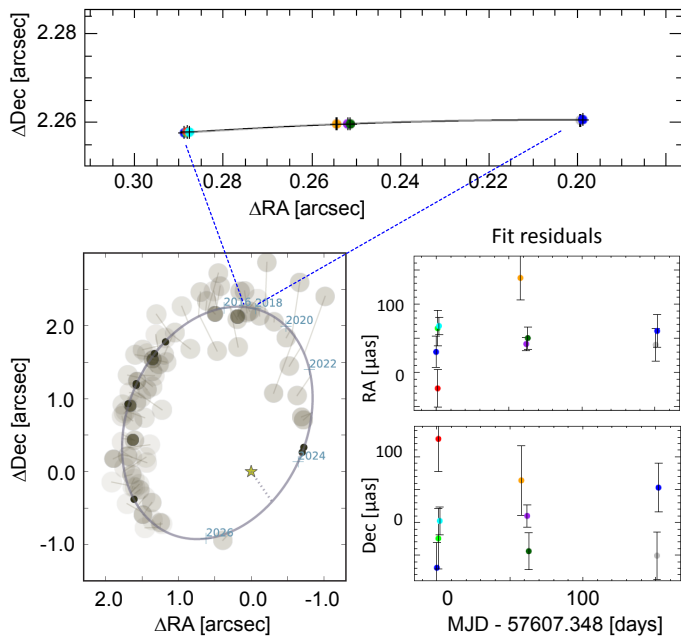 2.28
2.26
ΔDec [arcsec]
0.30 0.28 0.26 0.24 0.22 0.20
ΔRA [arcsec]
Fit residuals
2018
2020
2022
2024
2026
2.0
1.0
0.0
-1.0
ΔDec [arcsec]
2.0 1.0 0.0 -1.0
ΔRA [arcsec]
100
0
RA [µas]
100
0
Dec [µas]
0 100
MJD - 57607.348 [days]